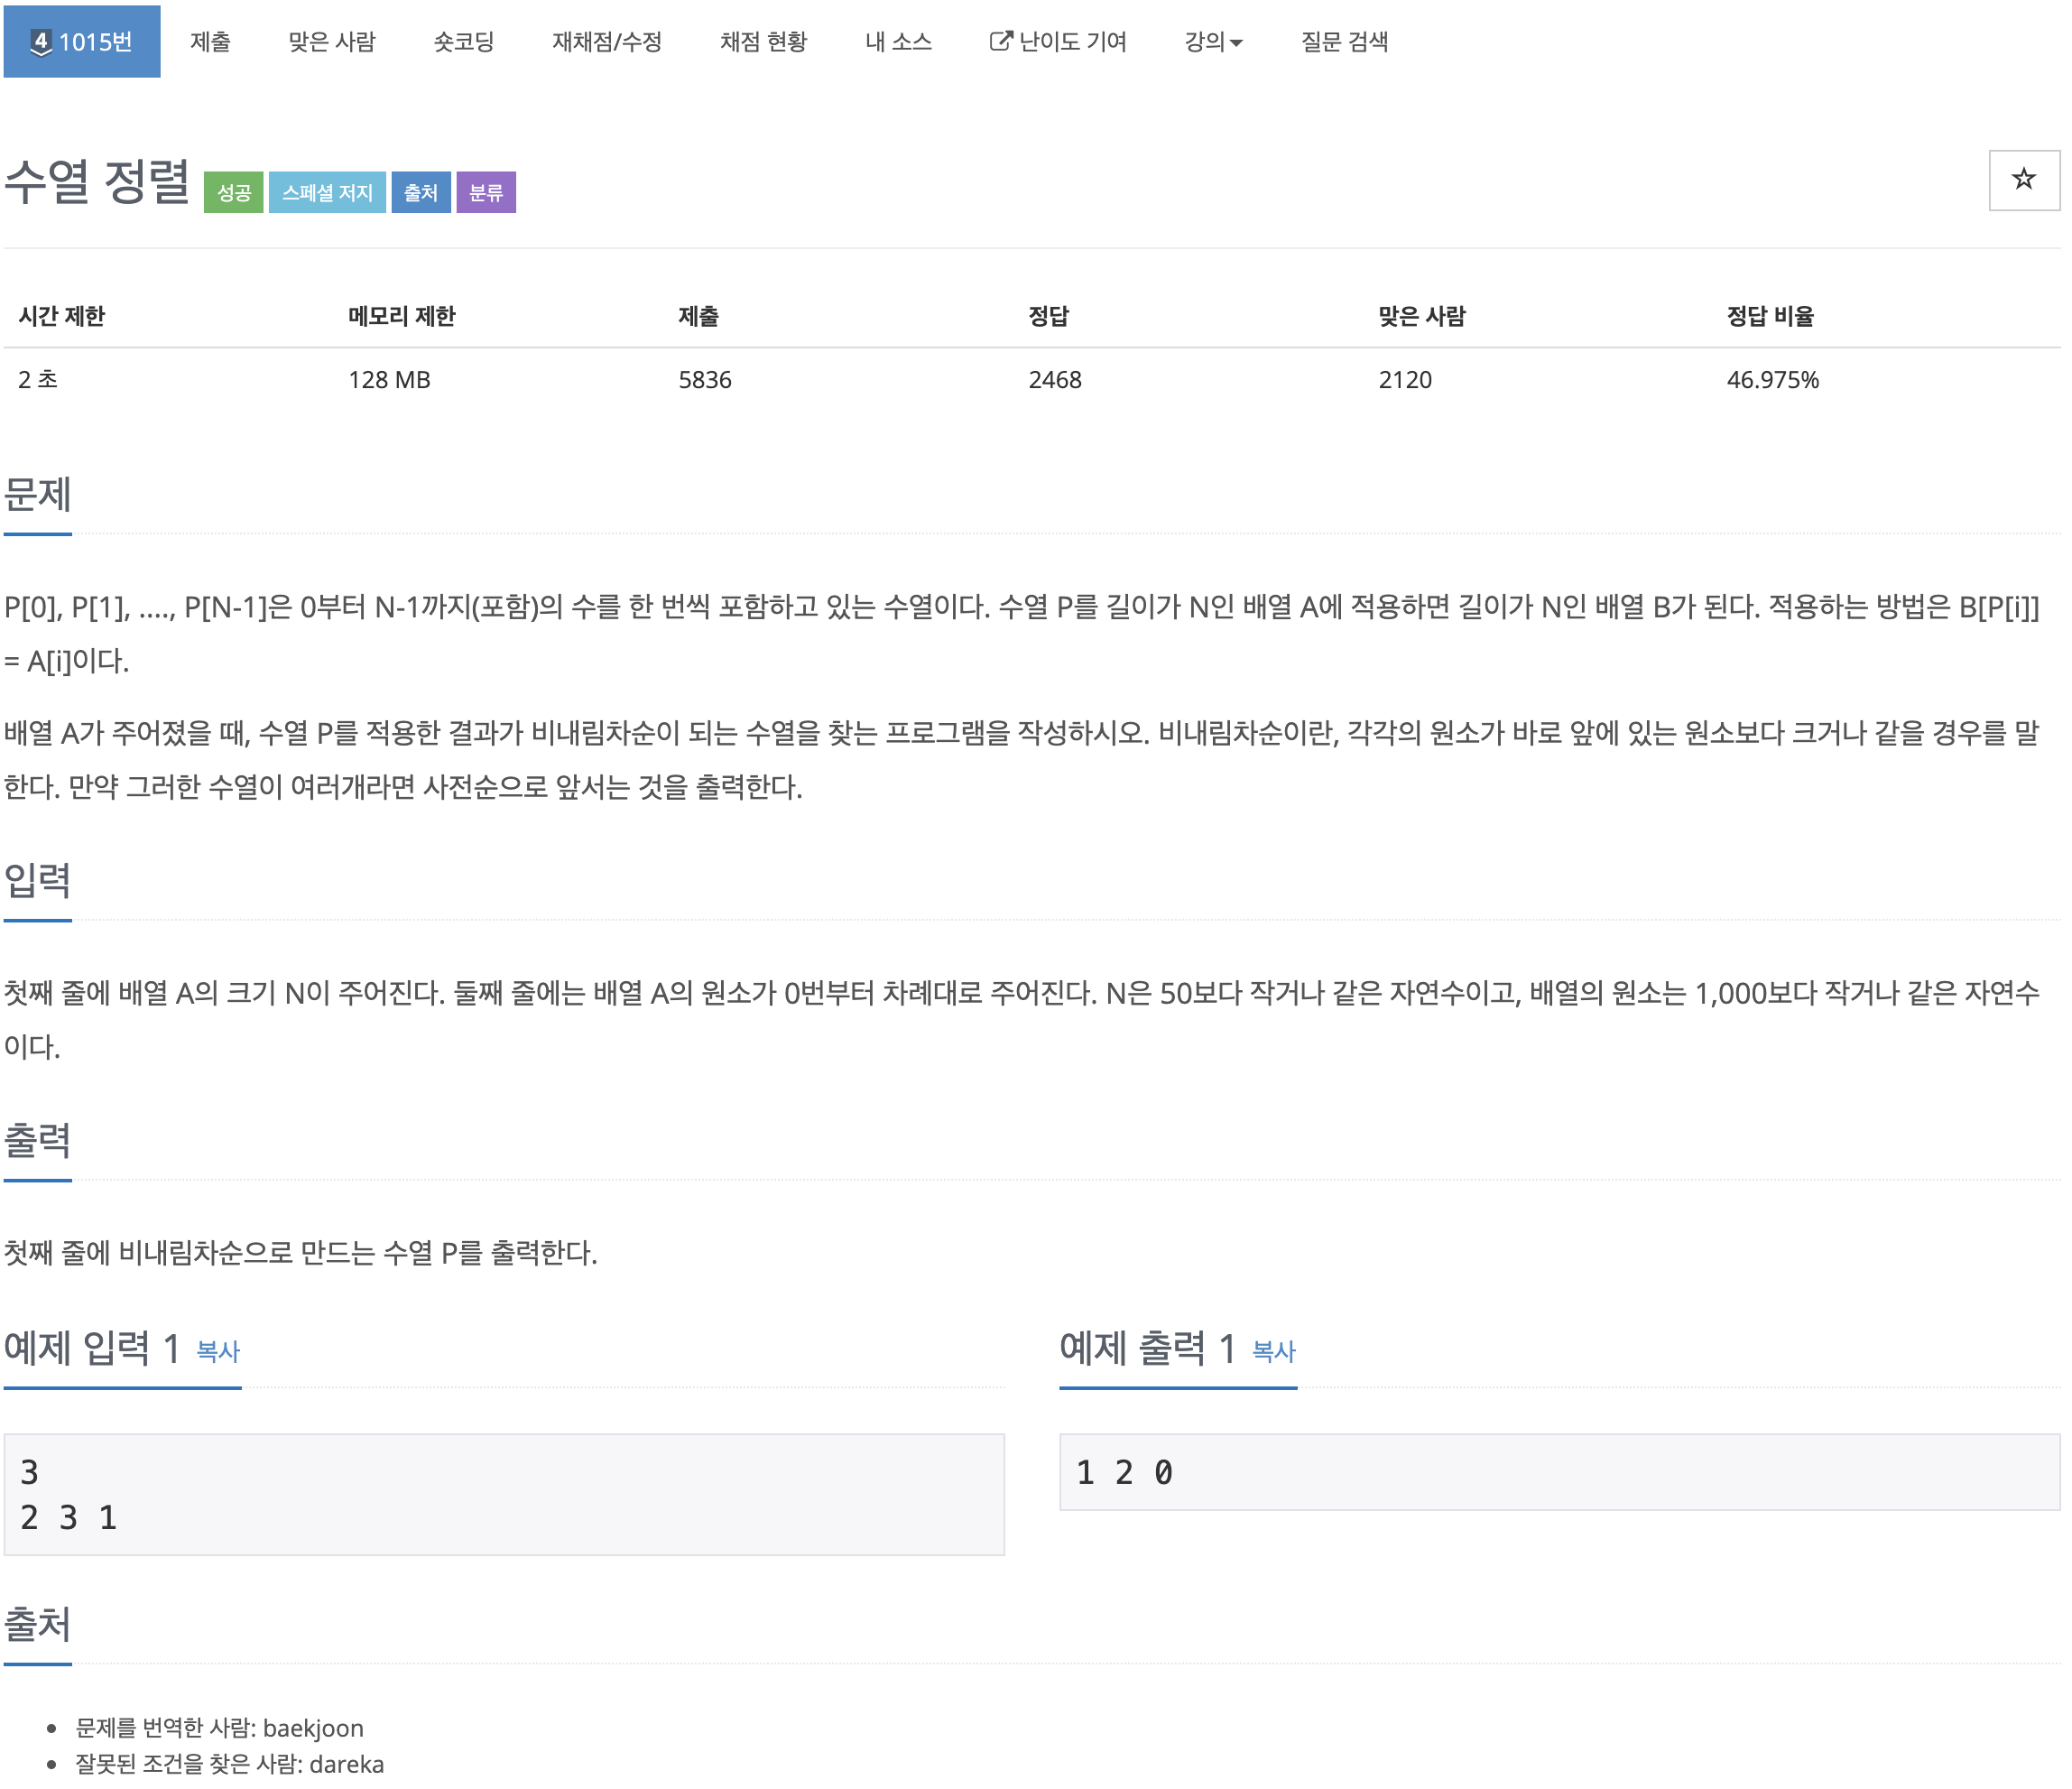 4 1015번 제출 맞은 사람 숏코딩 재채점/수정 채점 현황 내 소스 난이도 기여 강의 질문 검색
수열 정렬 성공 스페셜 저지 출처 분류
시간 제한 메모리 제한 제출 정답 맞은 사람 정답 비율
2 초 128 MB 5836 2468 2120 46.975%
문제
P[0], P[1], ...., P[N-1]은 0부터 N-1까지(포함)의 수를 한 번씩 포함하고 있는 수열이다. 수열 P를 길이가 N인 배열 A에 적용하면 길이가 N인 배열 B가 된다. 적용하는 방법은 B[P[i]]
= A[i]이다.
배열 A가 주어졌을 때, 수열 P를 적용한 결과가 비내림차순이 되는 수열을 찾는 프로그램을 작성하시오. 비내림차순이란, 각각의 원소가 바로 앞에 있는 원소보다 크거나 같을 경우를 말
한다. 만약 그러한 수열이 여러개라면 사전순으로 앞서는 것을 출력한다.
입력
첫째 줄에 배열 A의 크기 N이 주어진다. 둘째 줄에는 배열 A의 원소가 0번부터 차례대로 주어진다. N은 50보다 작거나 같은 자연수이고, 배열의 원소는 1,000보다 작거나 같은 자연수
이다.
출력
첫째 줄에 비내림차순으로 만드는 수열 P를 출력한다.
예제 입력 1 복사
3
2 3 1
예제 출력 1 복사
1 2 0
출처
문제를 번역한 사람: baekjoon
잘못된 조건을 찾은 사람: dareka